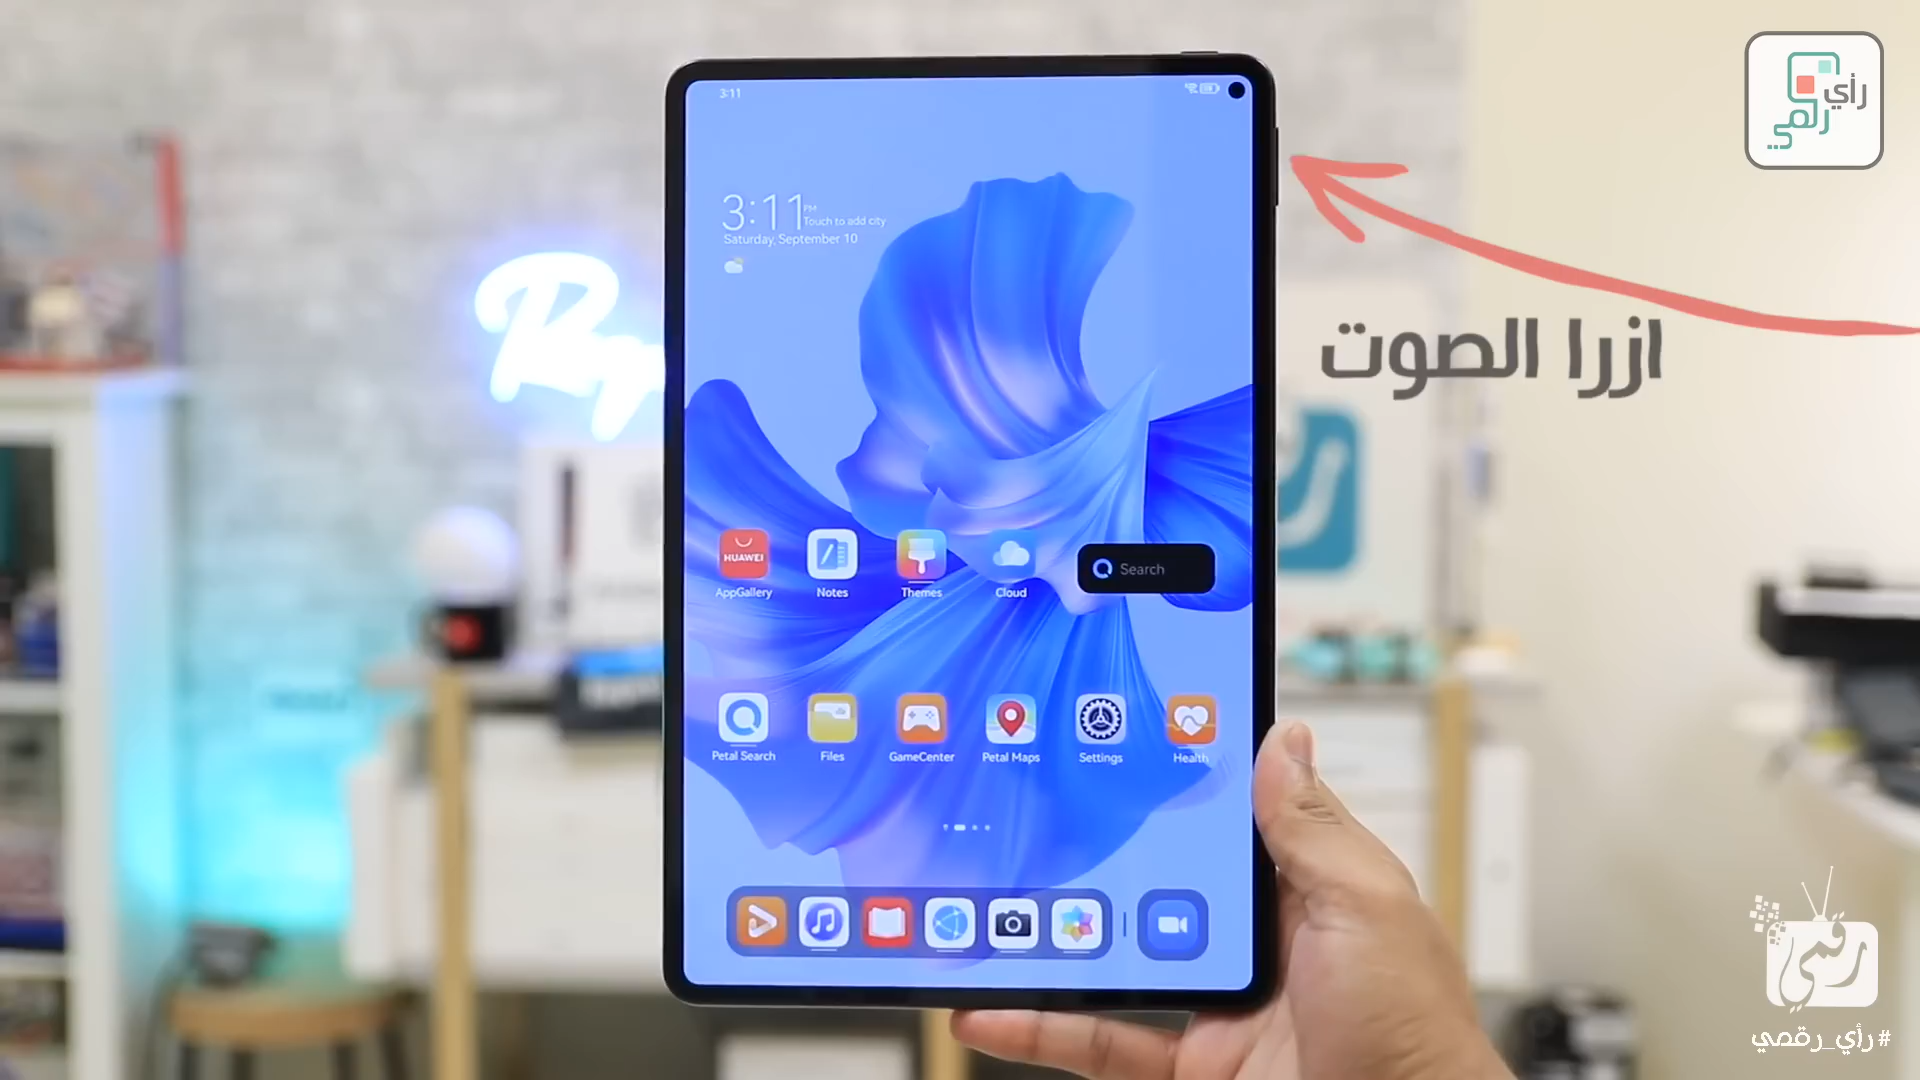 3:11
رأي
رقمي
3:11 PM
Touch to add city
Saturday, September 10
ازرا الصوت
HUAWEI
Search
AppGallery
Notes
Themes
Cloud
Petal Search
Files
GameCenter
Petal Maps
Settings
Health
رقمي
#رأي_رقمي